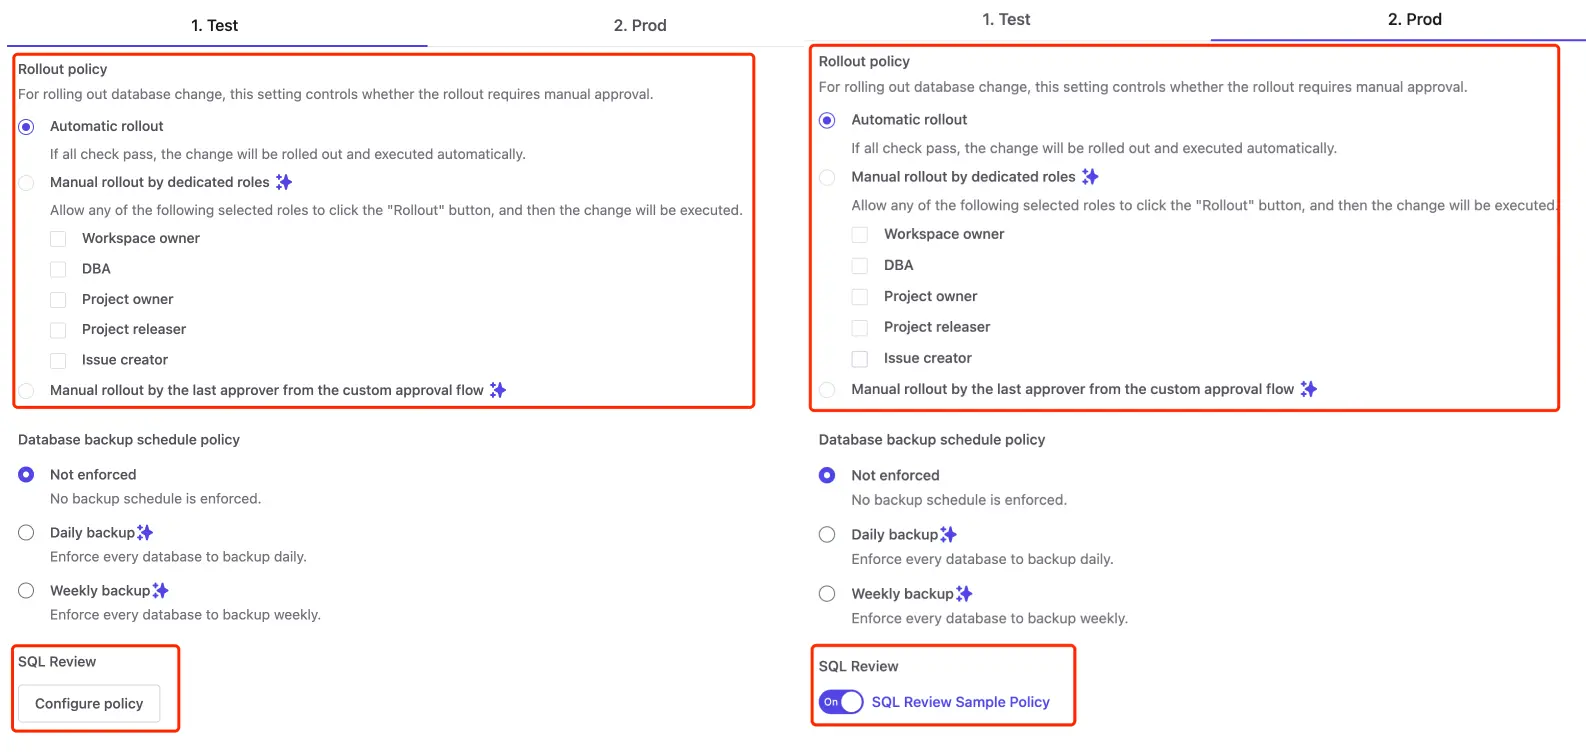 1. Test
2. Prod
Rollout policy
For rolling out database change, this setting controls whether the rollout requires manual approval.
Automatic rollout
If all check pass, the change will be rolled out and executed automatically.
Manual rollout by dedicated roles
Allow any of the following selected roles to click the "Rollout" button, and then the change will be executed.
Workspace owner
DBA
Project owner
Project releaser
Issue creator
Manual rollout by the last approver from the custom approval flow
Database backup schedule policy
Not enforced
No backup schedule is enforced.
Daily backup
Enforce every database to backup daily.
Weekly backup
Enforce every database to backup weekly.
SQL Review
Configure policy
1. Test
2. Prod
Rollout policy
For rolling out database change, this setting controls whether the rollout requires manual approval.
Automatic rollout
If all check pass, the change will be rolled out and executed automatically.
Manual rollout by dedicated roles
Allow any of the following selected roles to click the "Rollout" button, and then the change will be executed.
Workspace owner
DBA
Project owner
Project releaser
Issue creator
Manual rollout by the last approver from the custom approval flow
Database backup schedule policy
Not enforced
No backup schedule is enforced.
Daily backup
Enforce every database to backup daily.
Weekly backup
Enforce every database to backup weekly.
SQL Review
On SQL Review Sample Policy